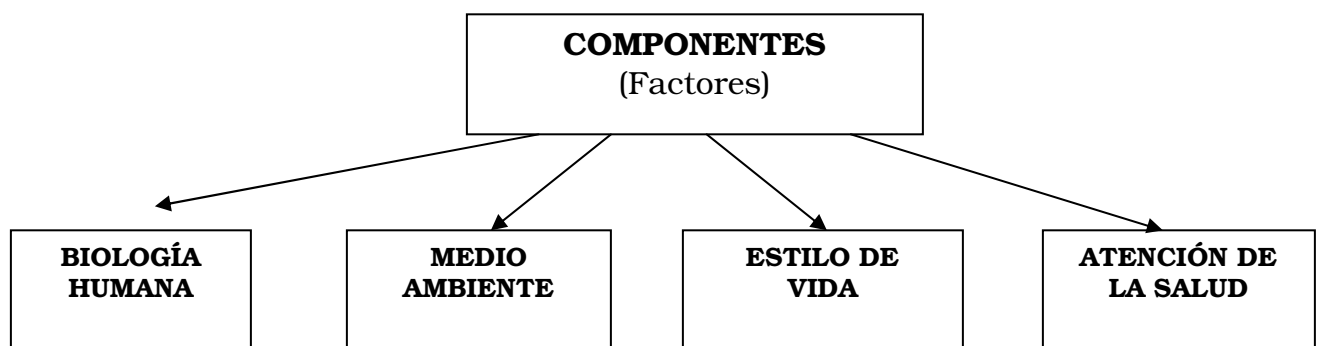 COMPONENTES
(Factores)
BIOLOGÍA
HUMANA
MEDIO
AMBIENTE
ESTILO DE
VIDA
ATENCIÓN DE
LA SALUD